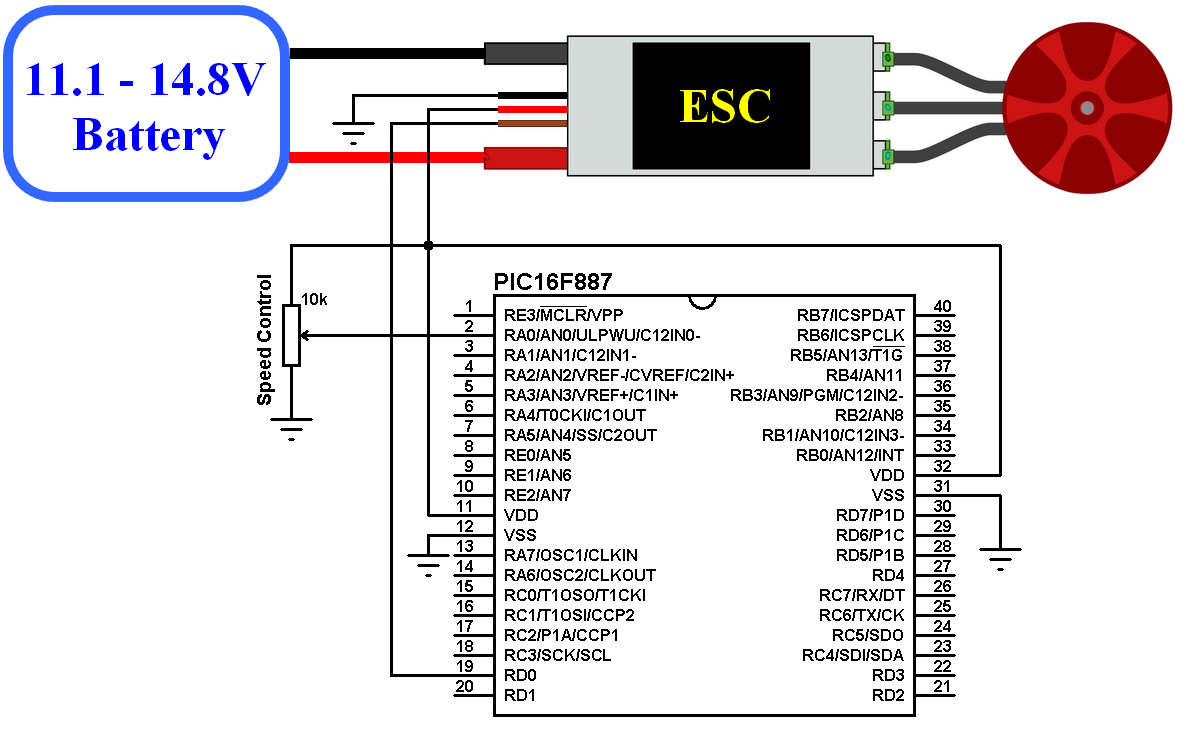 11.1 - 14.8V
Battery
ESC
Speed Control
10k
PIC16F887
1 RE3/MCLR/VPP RB7/ICSPDAT 40
2 RA0/AN0/ULPWU/C12IN0- RB6/ICSPCLK 39
3 RA1/AN1/C12IN1- RB5/AN13/T1G 38
4 RA2/AN2/VREF-/CVREF/C2IN+ RB4/AN11 37
5 RA3/AN3/VREF+/C1IN+ RB3/AN9/PGM/C12IN2- 36
6 RA4/T0CKI/C1OUT RB2/AN8 35
7 RA5/AN4/SS/C2OUT RB1/AN10/C12IN3- 34
8 RE0/AN5 RB0/AN12/INT 33
9 RE1/AN6 VDD 32
10 RE2/AN7 VSS 31
11 VDD RD7/P1D 30
12 VSS RD6/P1C 29
13 RA7/OSC1/CLKIN RD5/P1B 28
14 RA6/OSC2/CLKOUT RD4 27
15 RC0/T1OSO/T1CKI RC7/RX/DT 26
16 RC1/T1OSI/CCP2 RC6/TX/CK 25
17 RC2/P1A/CCP1 RC5/SDO 24
18 RC3/SCK/SCL RC4/SDI/SDA 23
19 RD0 RD3 22
20 RD1 RD2 21